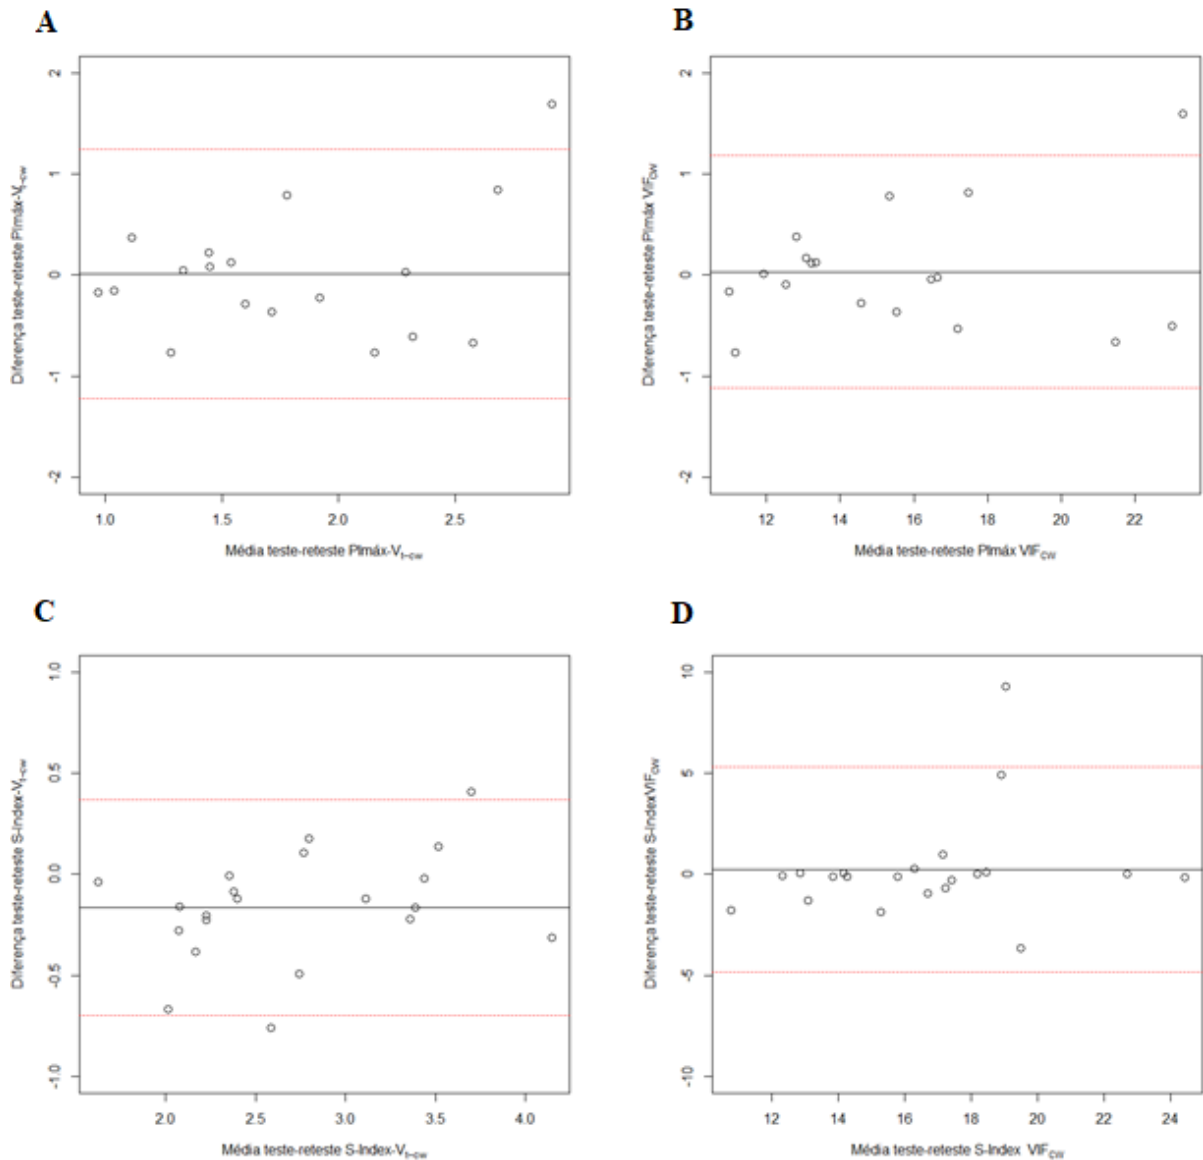 A
Diferença teste-reteste PImáx-Vt-cw
2
1
0
-1
-2
1.0 1.5 2.0 2.5
Média teste-reteste PImáx-Vt-cw
B
Diferença teste-reteste PImáx VIFCW
2
1
0
-1
-2
12 14 16 18 20 22
Média teste-reteste PImáx VIFCW
C
Diferença teste-reteste S-Index-Vt-cw
1.0
0.5
0.0
-0.5
-1.0
2.0 2.5 3.0 3.5 4.0
Média teste-reteste S-Index-Vt-cw
D
Diferença teste-reteste S-IndexVIFCW
10
5
0
-5
-10
12 14 16 18 20 22 24
Média teste-reteste S-Index VIFCW